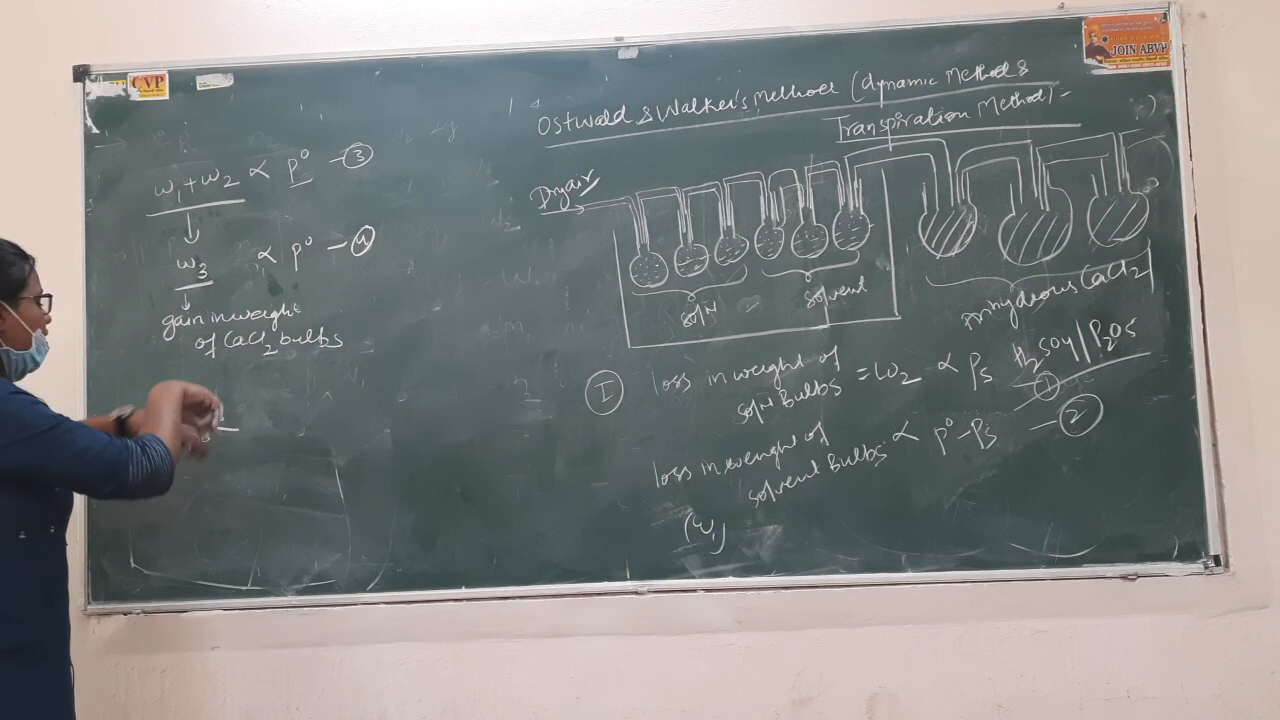 CVP
JOIN ABVP
Ostwald & Walker's Method (dynamic Method &
Transpiration Method) -
w1+w2 ∝ p° - ③
w3 ∝ p° - ④
gain in weight
of CaCl2 bulbs
Dry air
soln
solvent
Anhydrous CaCl2
H2SO4/P2O5
Ⓘ loss in weight of
soln Bulbs = w2 ∝ Ps - ①
loss in weight of
solvent Bulbs ∝ p°-Ps - ②
(w1)